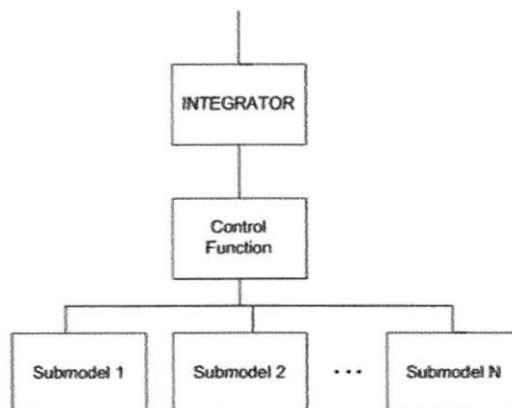 INTEGRATOR
Control
Function
Submodel 1
Submodel 2
...
Submodel N